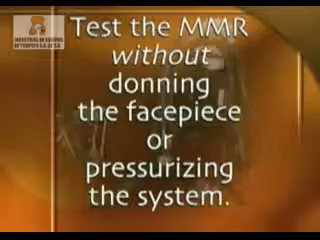 Test the MMR
without
donning
the facepiece
or
pressurizing
the system.